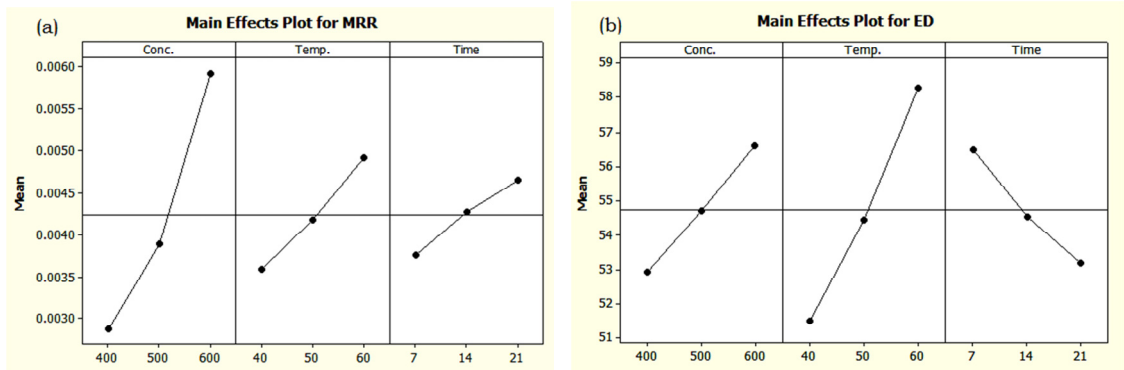 (a)
Main Effects Plot for MRR
Conc. Temp. Time
0.0060
0.0055
0.0050
0.0045
0.0040
0.0035
0.0030
Mean
400 500 600 40 50 60 7 14 21
(b)
Main Effects Plot for ED
Conc. Temp. Time
59
58
57
56
55
54
53
52
51
Mean
400 500 600 40 50 60 7 14 21